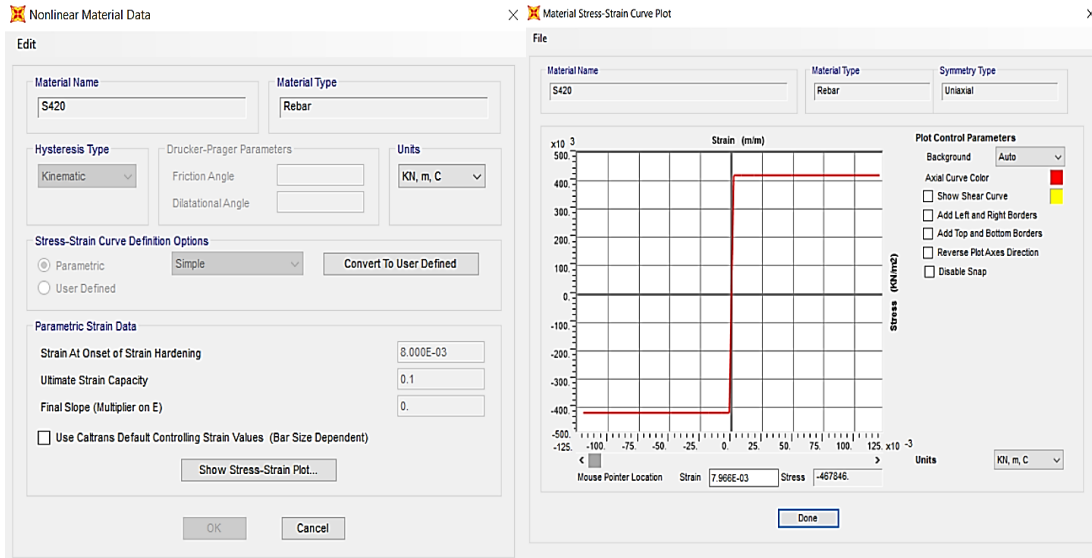 Nonlinear Material Data
Edit
Material Name
S420
Material Type
Rebar
Hysteresis Type
Kinematic
Drucker-Prager Parameters
Friction Angle
Dilatational Angle
Units
KN, m, C
Stress-Strain Curve Definition Options
Parametric
Simple
Convert To User Defined
User Defined
Parametric Strain Data
Strain At Onset of Strain Hardening
8.000E-03
Ultimate Strain Capacity
0.1
Final Slope (Multiplier on E)
0.
Use Caltrans Default Controlling Strain Values (Bar Size Dependent)
Show Stress-Strain Plot...
OK
Cancel
Material Stress-Strain Curve Plot
File
Material Name
S420
Material Type
Rebar
Symmetry Type
Uniaxial
x10 3
Strain (m/m)
500.
400.
300.
200.
100.
0.
-100.
-200.
-300.
-400.
-500.
-125. -100. -75. -50. -25. 0. 25. 50. 75. 100. 125. x10 -3
Stress (KN/m2)
Plot Control Parameters
Background
Auto
Axial Curve Color
Show Shear Curve
Add Left and Right Borders
Add Top and Bottom Borders
Reverse Plot Axes Direction
Disable Snap
Mouse Pointer Location Strain 7.966E-03 Stress -467846.
Units
KN, m, C
Done